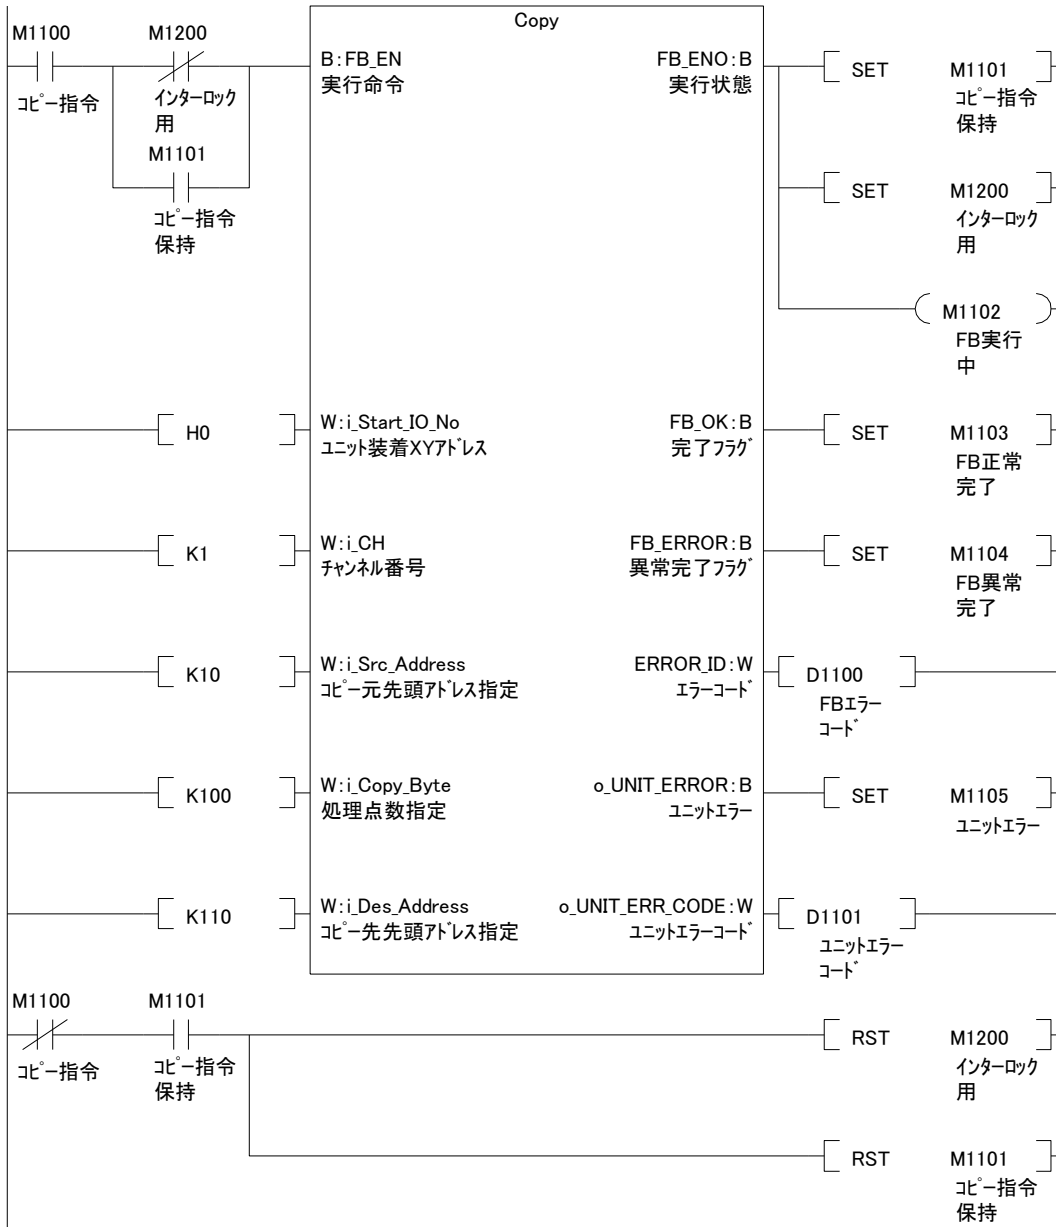 Copy
M1100 M1200
B:FB_EN FB_ENO:B SET M1101
実行命令 実行状態
コピー指令 インターロック コピー指令
用 保持
M1101
SET M1200
コピー指令 インターロック
保持 用
M1102
FB実行
中
H0 W:i_Start_IO_No FB_OK:B SET M1103
ユニット装着XYアドレス 完了フラグ FB正常
完了
K1 W:i_CH FB_ERROR:B SET M1104
チャンネル番号 異常完了フラグ FB異常
完了
K10 W:i_Src_Address ERROR_ID:W D1100
コピー元先頭アドレス指定 エラーコード FBエラー
コード
K100 W:i_Copy_Byte o_UNIT_ERROR:B SET M1105
処理点数指定 ユニットエラー ユニットエラー
K110 W:i_Des_Address o_UNIT_ERR_CODE:W D1101
コピー先先頭アドレス指定 ユニットエラーコード ユニットエラー
コード
M1100 M1101
RST M1200
コピー指令 コピー指令 インターロック
保持 用
RST M1101
コピー指令
保持